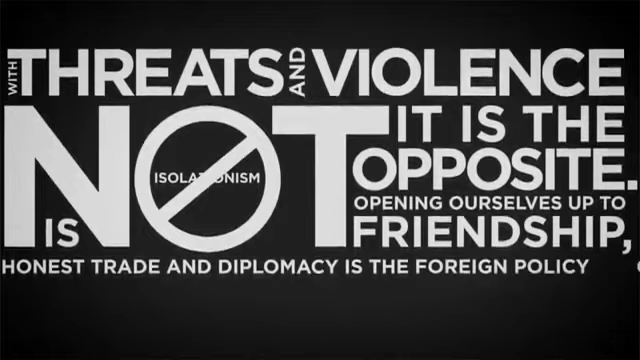 WITH THREATS AND VIOLENCE
IS NOT ISOLATIONISM
IT IS THE
OPPOSITE.
OPENING OURSELVES UP TO
FRIENDSHIP,
HONEST TRADE AND DIPLOMACY IS THE FOREIGN POLICY